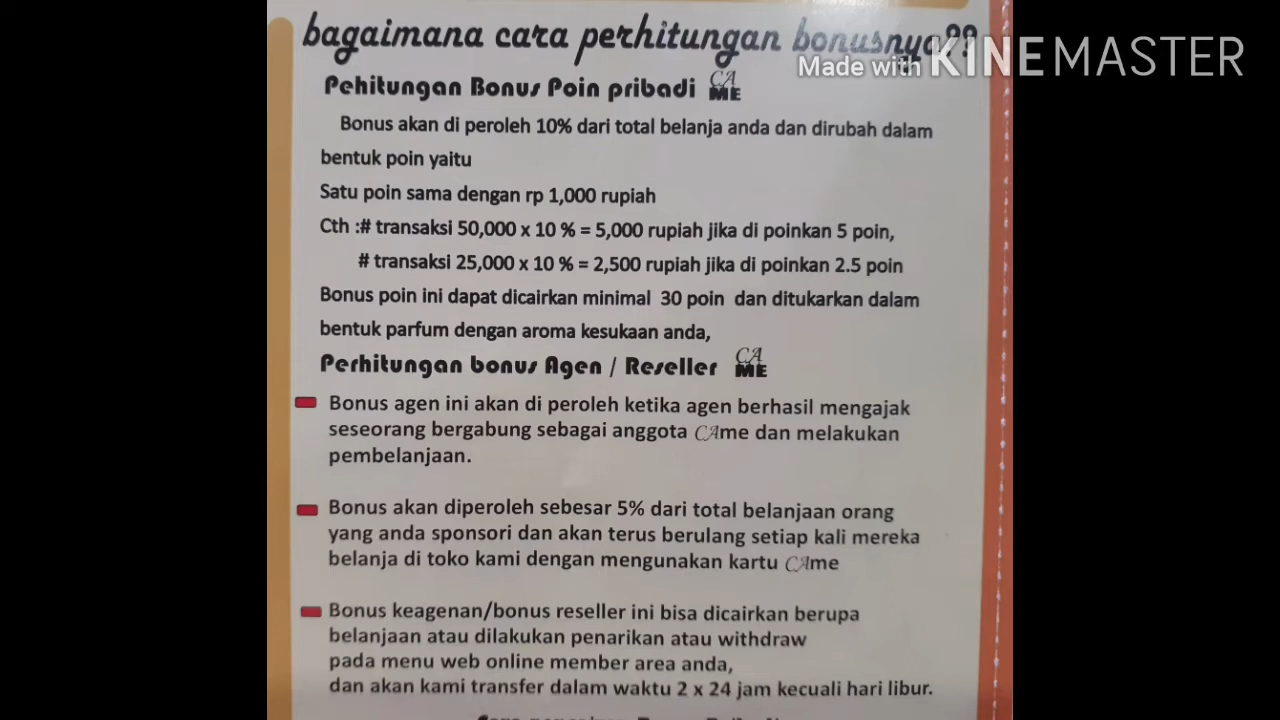 bagaimana cara perhitungan bonusnya??
Made with KINEMASTER
Pehitungan Bonus Poin pribadi CA ME
Bonus akan di peroleh 10% dari total belanja anda dan dirubah dalam
bentuk poin yaitu
Satu poin sama dengan rp 1,000 rupiah
Cth :# transaksi 50,000 x 10 % = 5,000 rupiah jika di poinkan 5 poin,
# transaksi 25,000 x 10 % = 2,500 rupiah jika di poinkan 2.5 poin
Bonus poin ini dapat dicairkan minimal 30 poin dan ditukarkan dalam
bentuk parfum dengan aroma kesukaan anda,
Perhitungan bonus Agen / Reseller CA ME
Bonus agen ini akan di peroleh ketika agen berhasil mengajak
seseorang bergabung sebagai anggota CAme dan melakukan
pembelanjaan.
Bonus akan diperoleh sebesar 5% dari total belanjaan orang
yang anda sponsori dan akan terus berulang setiap kali mereka
belanja di toko kami dengan mengunakan kartu CAme
Bonus keagenan/bonus reseller ini bisa dicairkan berupa
belanjaan atau dilakukan penarikan atau withdraw
pada menu web online member area anda,
dan akan kami transfer dalam waktu 2 x 24 jam kecuali hari libur.